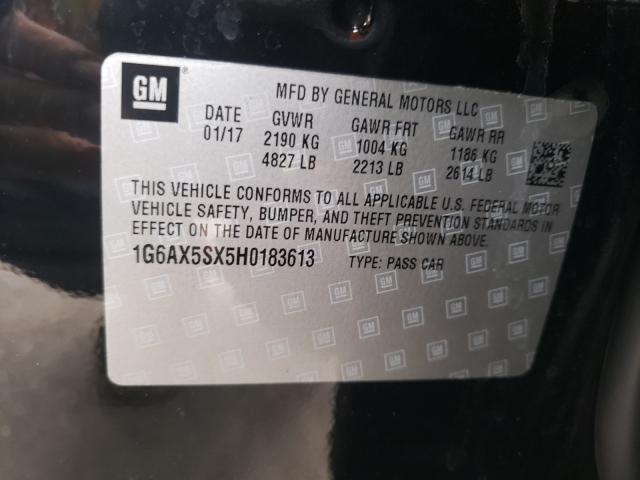 GM
MFD BY GENERAL MOTORS LLC
DATE GVWR GAWR FRT GAWR RR
01/17 2190 KG 1004 KG 1186 KG
4827 LB 2213 LB 2614 LB
THIS VEHICLE CONFORMS TO ALL APPLICABLE U.S. FEDERAL MOTOR
VEHICLE SAFETY, BUMPER, AND THEFT PREVENTION STANDARDS IN
EFFECT ON THE DATE OF MANUFACTURE SHOWN ABOVE.
1G6AX5SX5H0183613 TYPE: PASS CAR